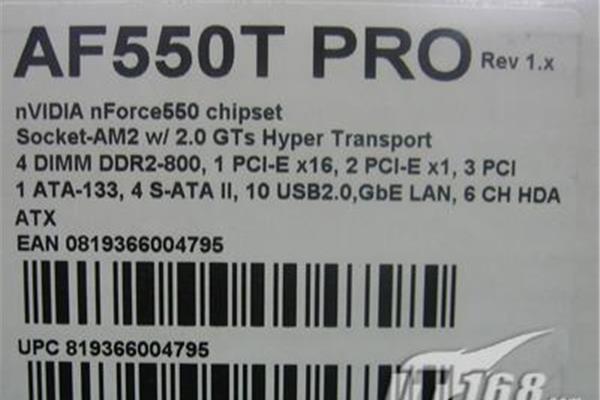 AF550T PRO Rev 1.x
nVIDIA nForce550 chipset
Socket-AM2 w/ 2.0 GTs Hyper Transport
4 DIMM DDR2-800, 1 PCI-E x16, 2 PCI-E x1, 3 PCI
1 ATA-133, 4 S-ATA II, 10 USB2.0,GbE LAN, 6 CH HDA
ATX
EAN 0819366004795
UPC 819366004795